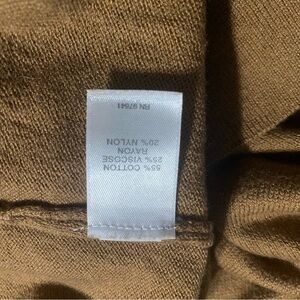 55% COTTON
25% VISCOSE
RAYON
20% NYLON
RN 97641